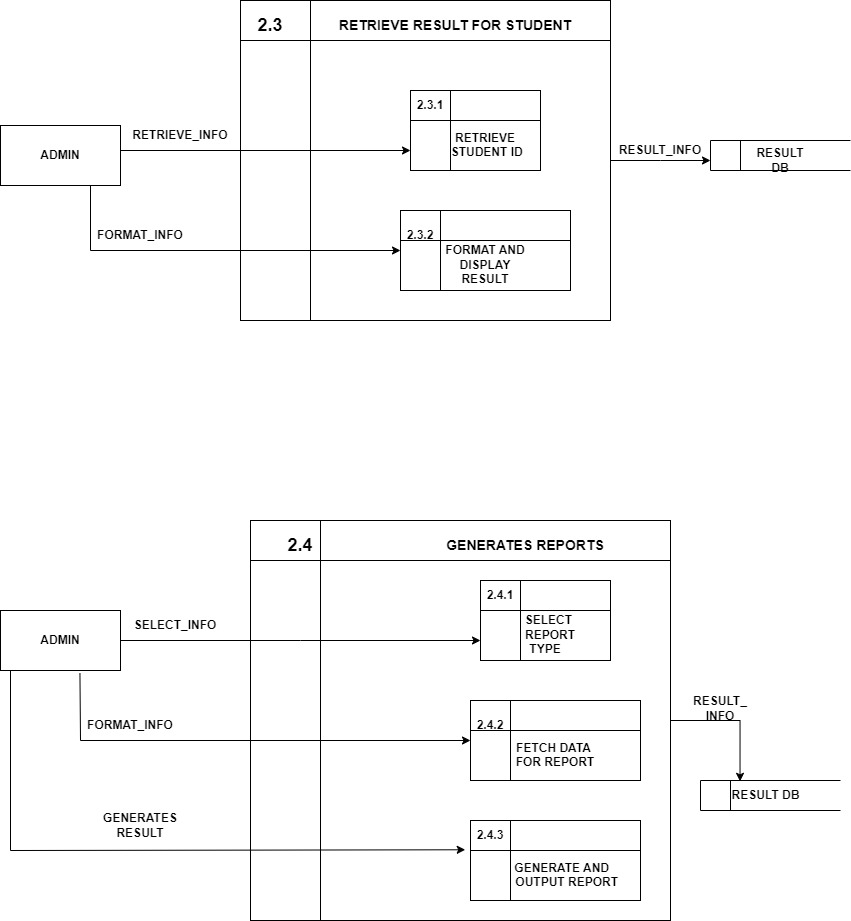 2.3
RETRIEVE RESULT FOR STUDENT
2.3.1
RETRIEVE
STUDENT ID
RETRIEVE_INFO
ADMIN
RESULT_INFO
RESULT
DB
FORMAT_INFO
2.3.2
FORMAT AND
DISPLAY
RESULT
2.4
GENERATES REPORTS
2.4.1
SELECT
REPORT
TYPE
SELECT_INFO
ADMIN
RESULT_
INFO
FORMAT_INFO
2.4.2
FETCH DATA
FOR REPORT
RESULT DB
GENERATES
RESULT
2.4.3
GENERATE AND
OUTPUT REPORT